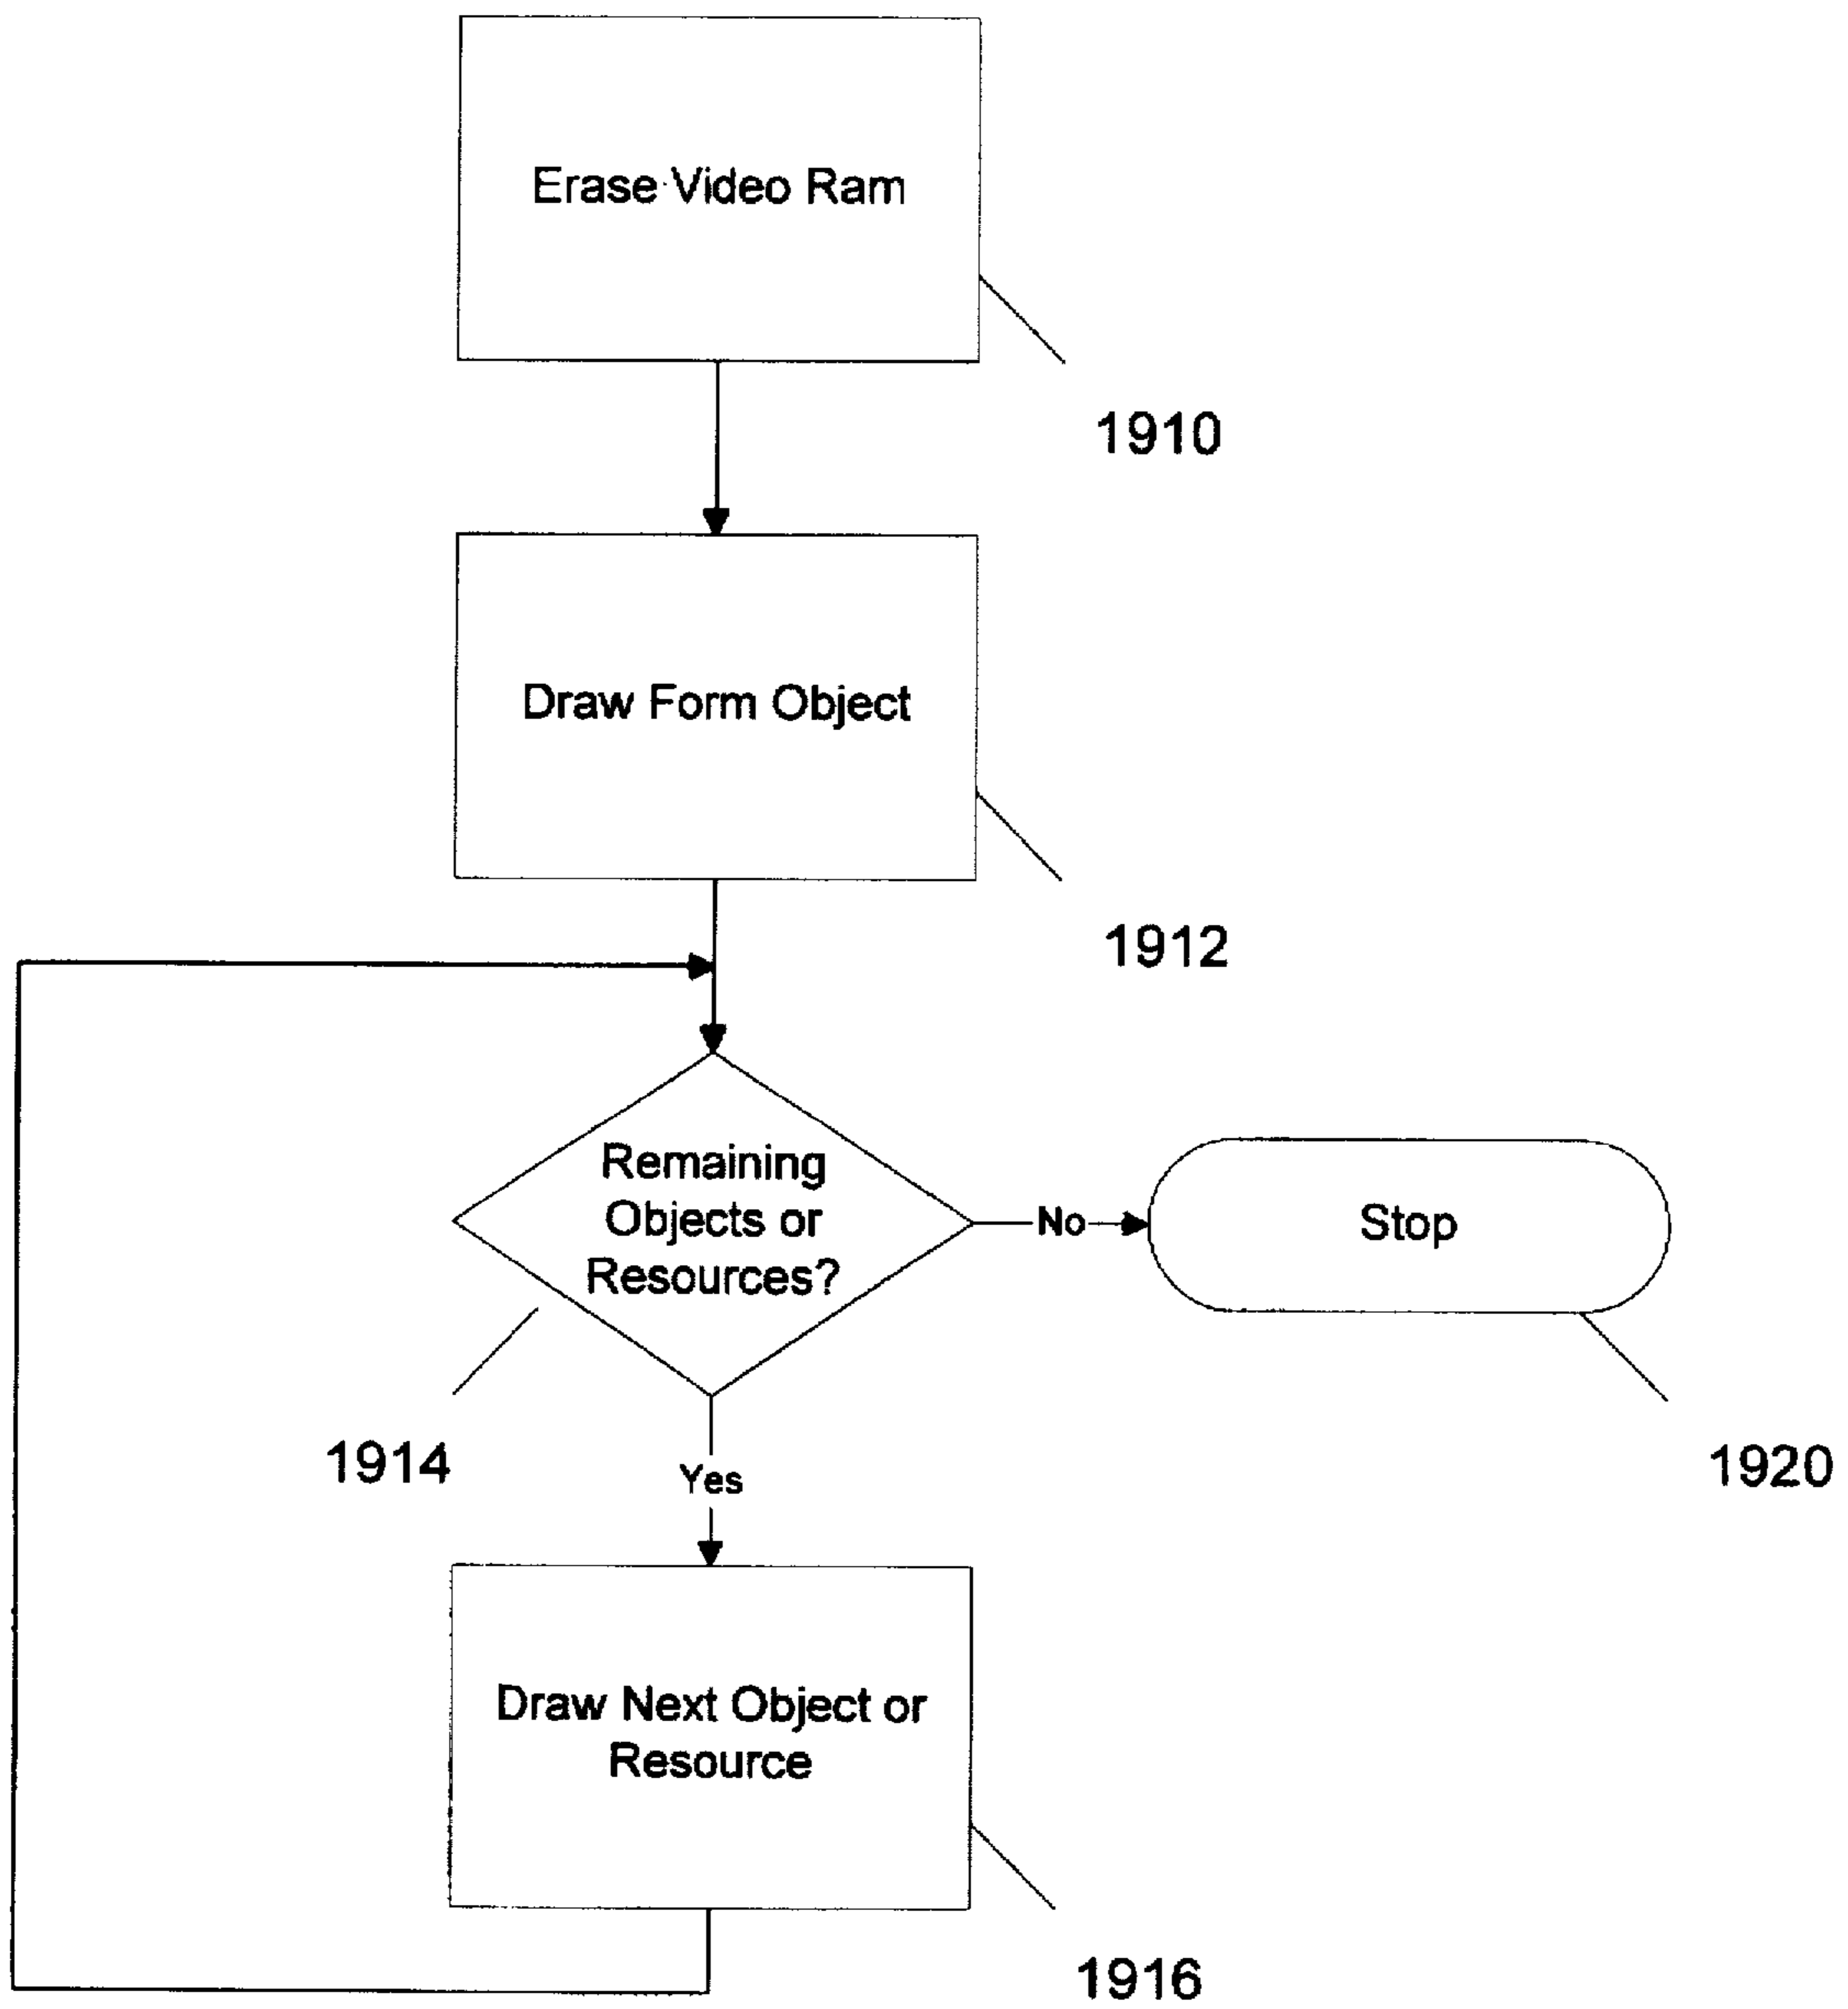 Erase Video Ram
1910
Draw Form Object
1912
Remaining
Objects or
Resources?
No
Stop
1914
Yes
1920
Draw Next Object or
Resource
1916